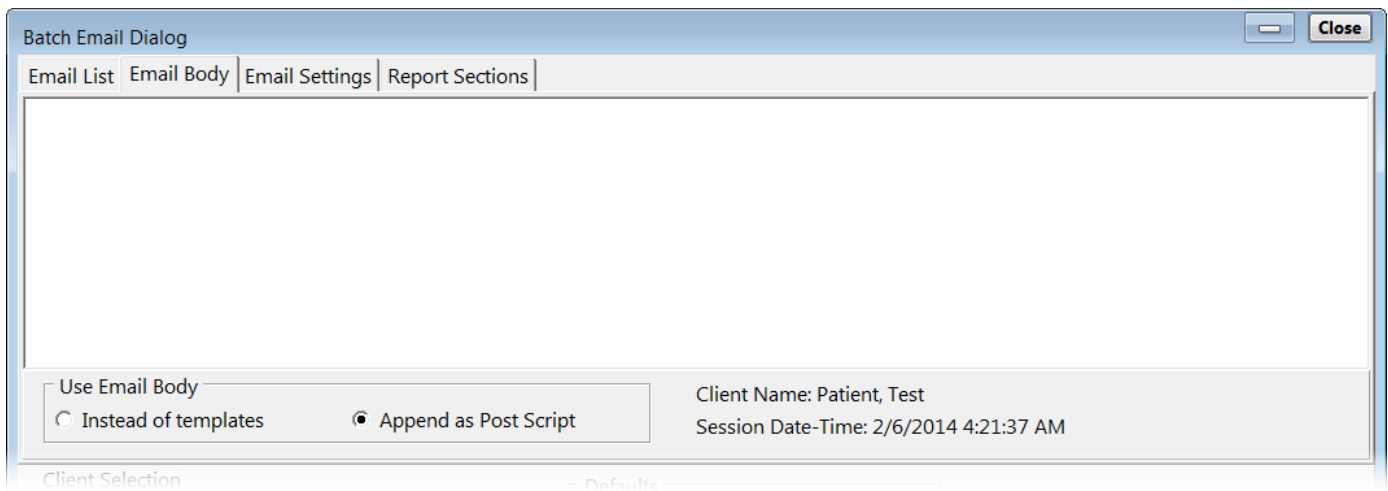 Batch Email Dialog
Close
Email List Email Body Email Settings Report Sections
Use Email Body
Instead of templates Append as Post Script
Client Name: Patient, Test
Session Date-Time: 2/6/2014 4:21:37 AM
Client Selection
Defaults